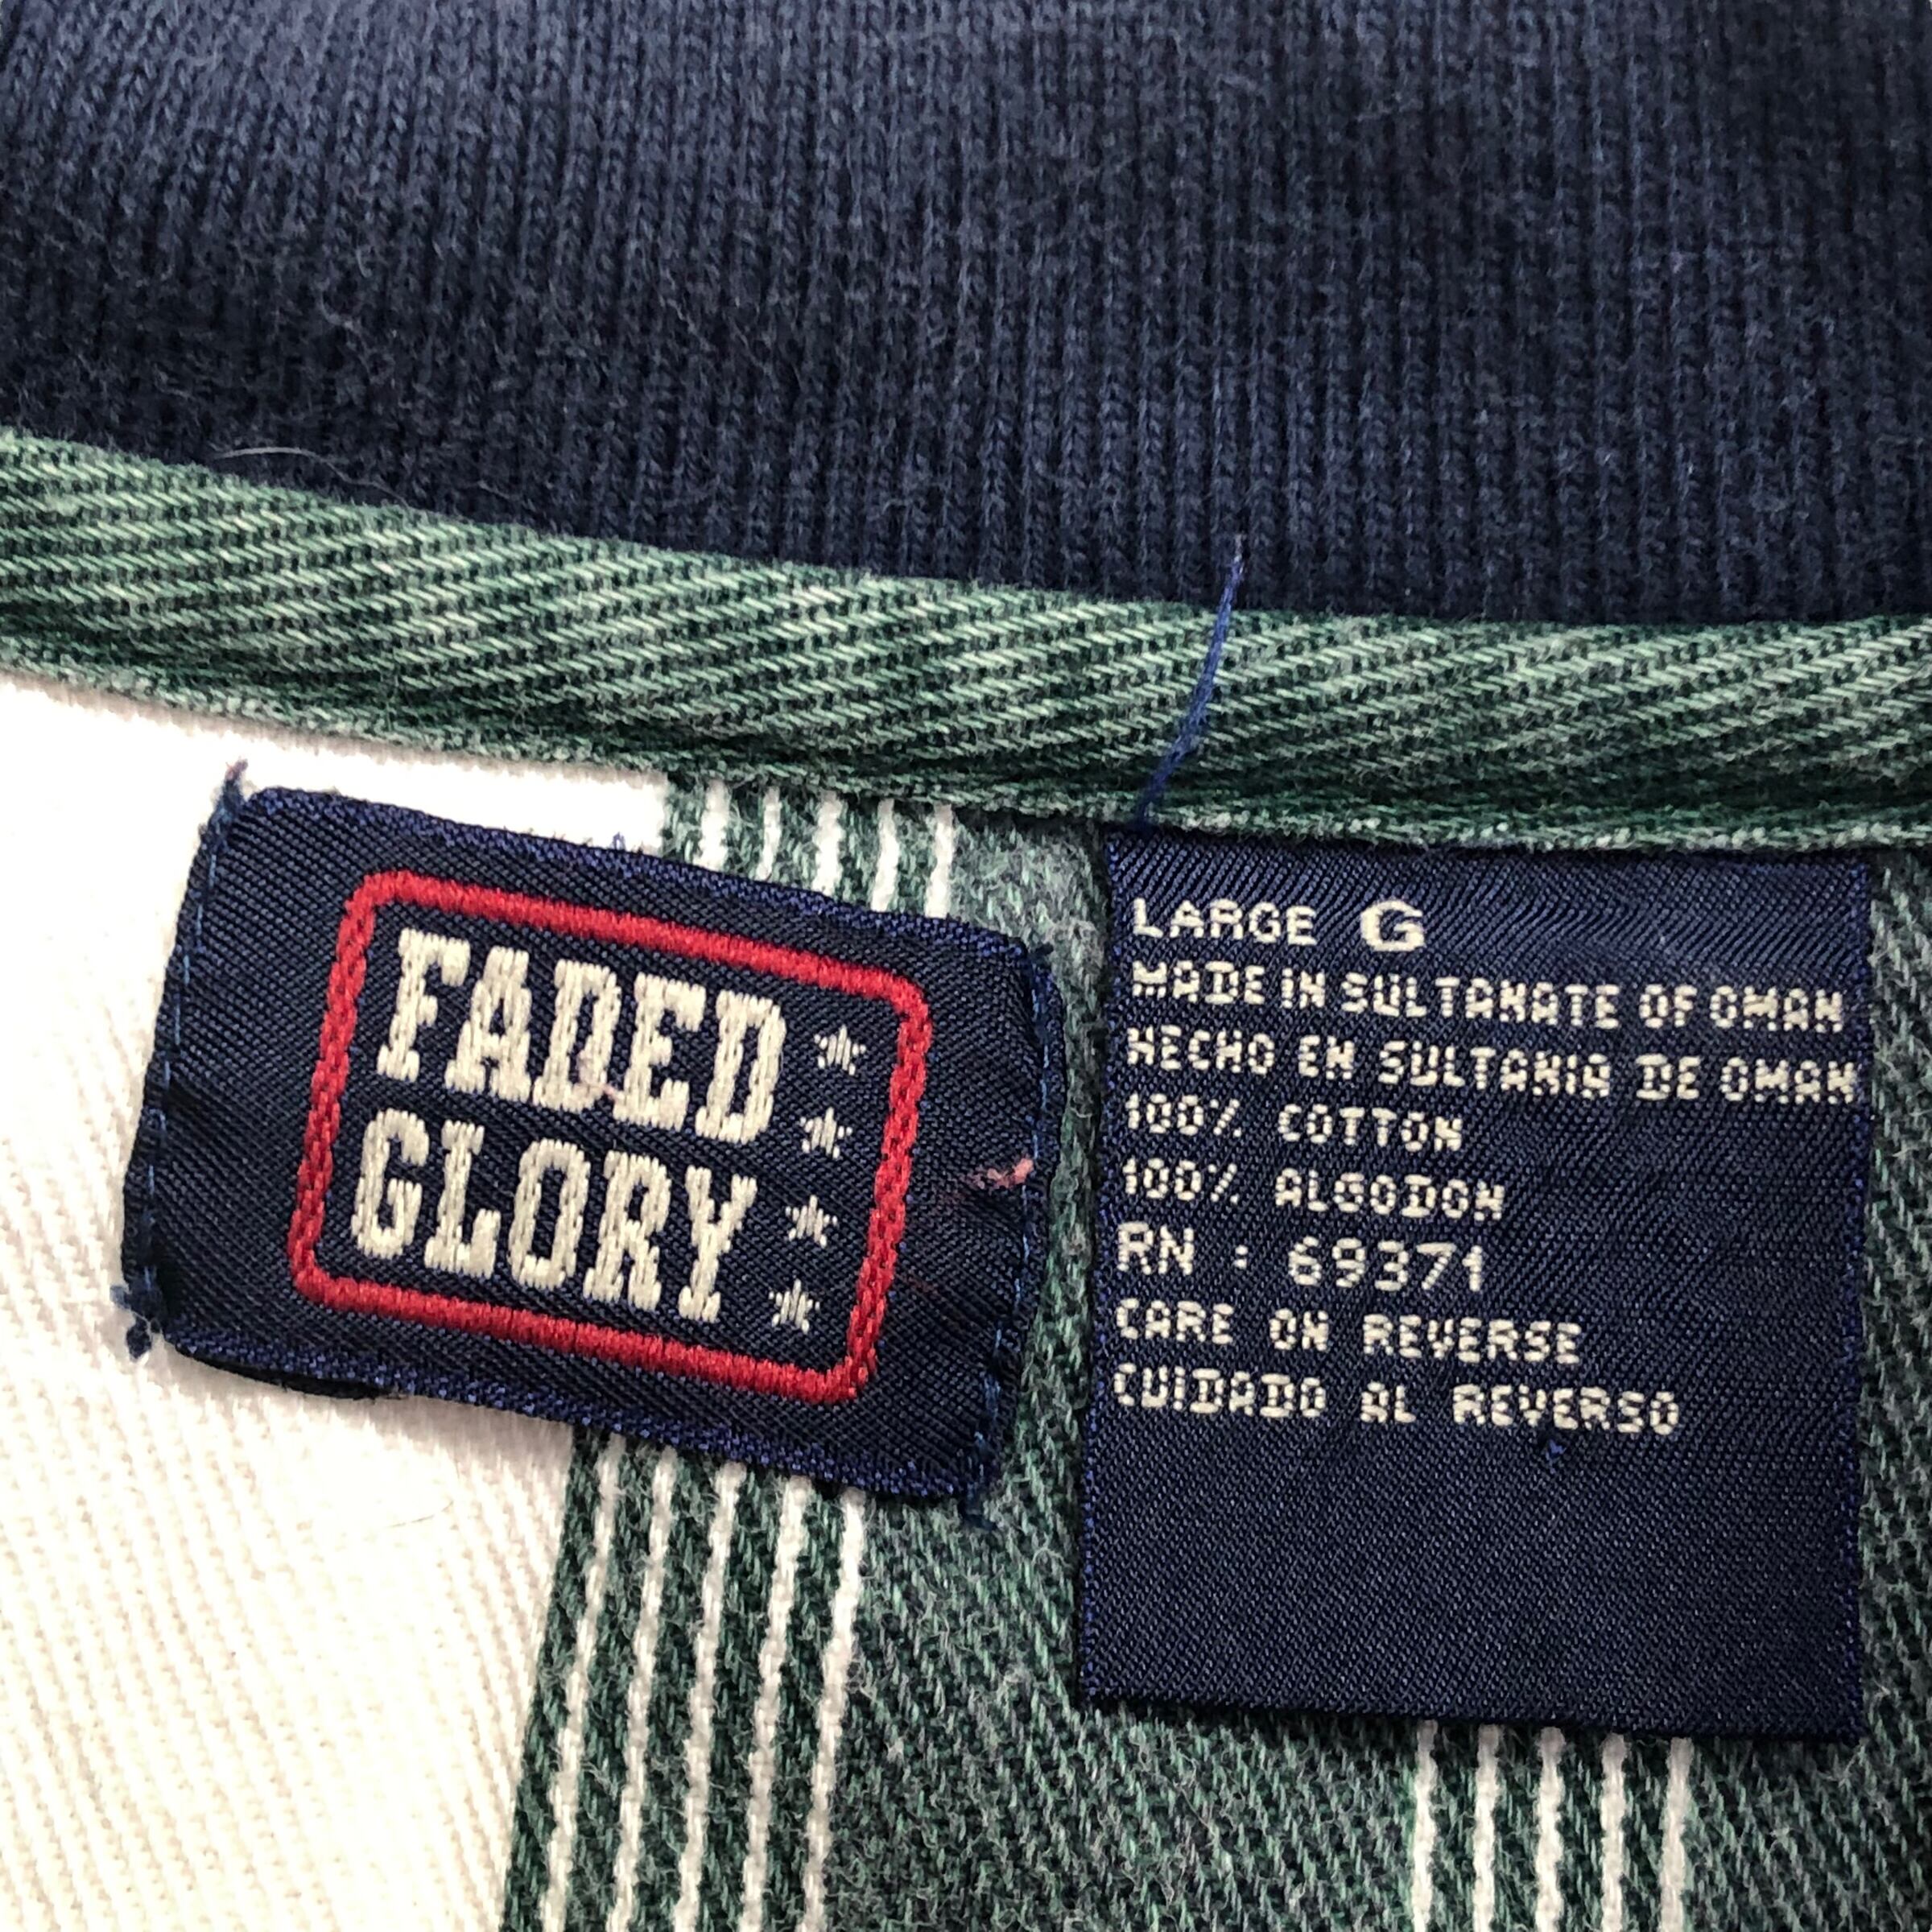 FADED
GLORY
LARGE G
MADE IN SULTANATE OF OMAN
HECHO EN SULTANIA DE OMAN
100% COTTON
100% ALGODON
RN : 69371
CARE ON REVERSE
CUIDADO AL REVERSO